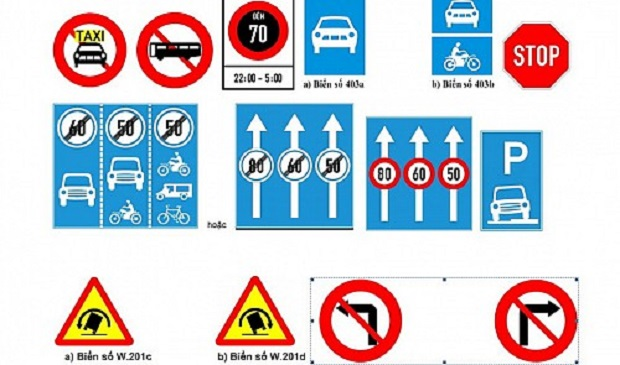 TAXI
ĐÊM
70
22:00 - 5:00
a) Biển số 403a
b) Biển số 403b
STOP
60 50 50
hoặc
80 60 50
80 60 50
P
a) Biển số W.201c
b) Biển số W.201d